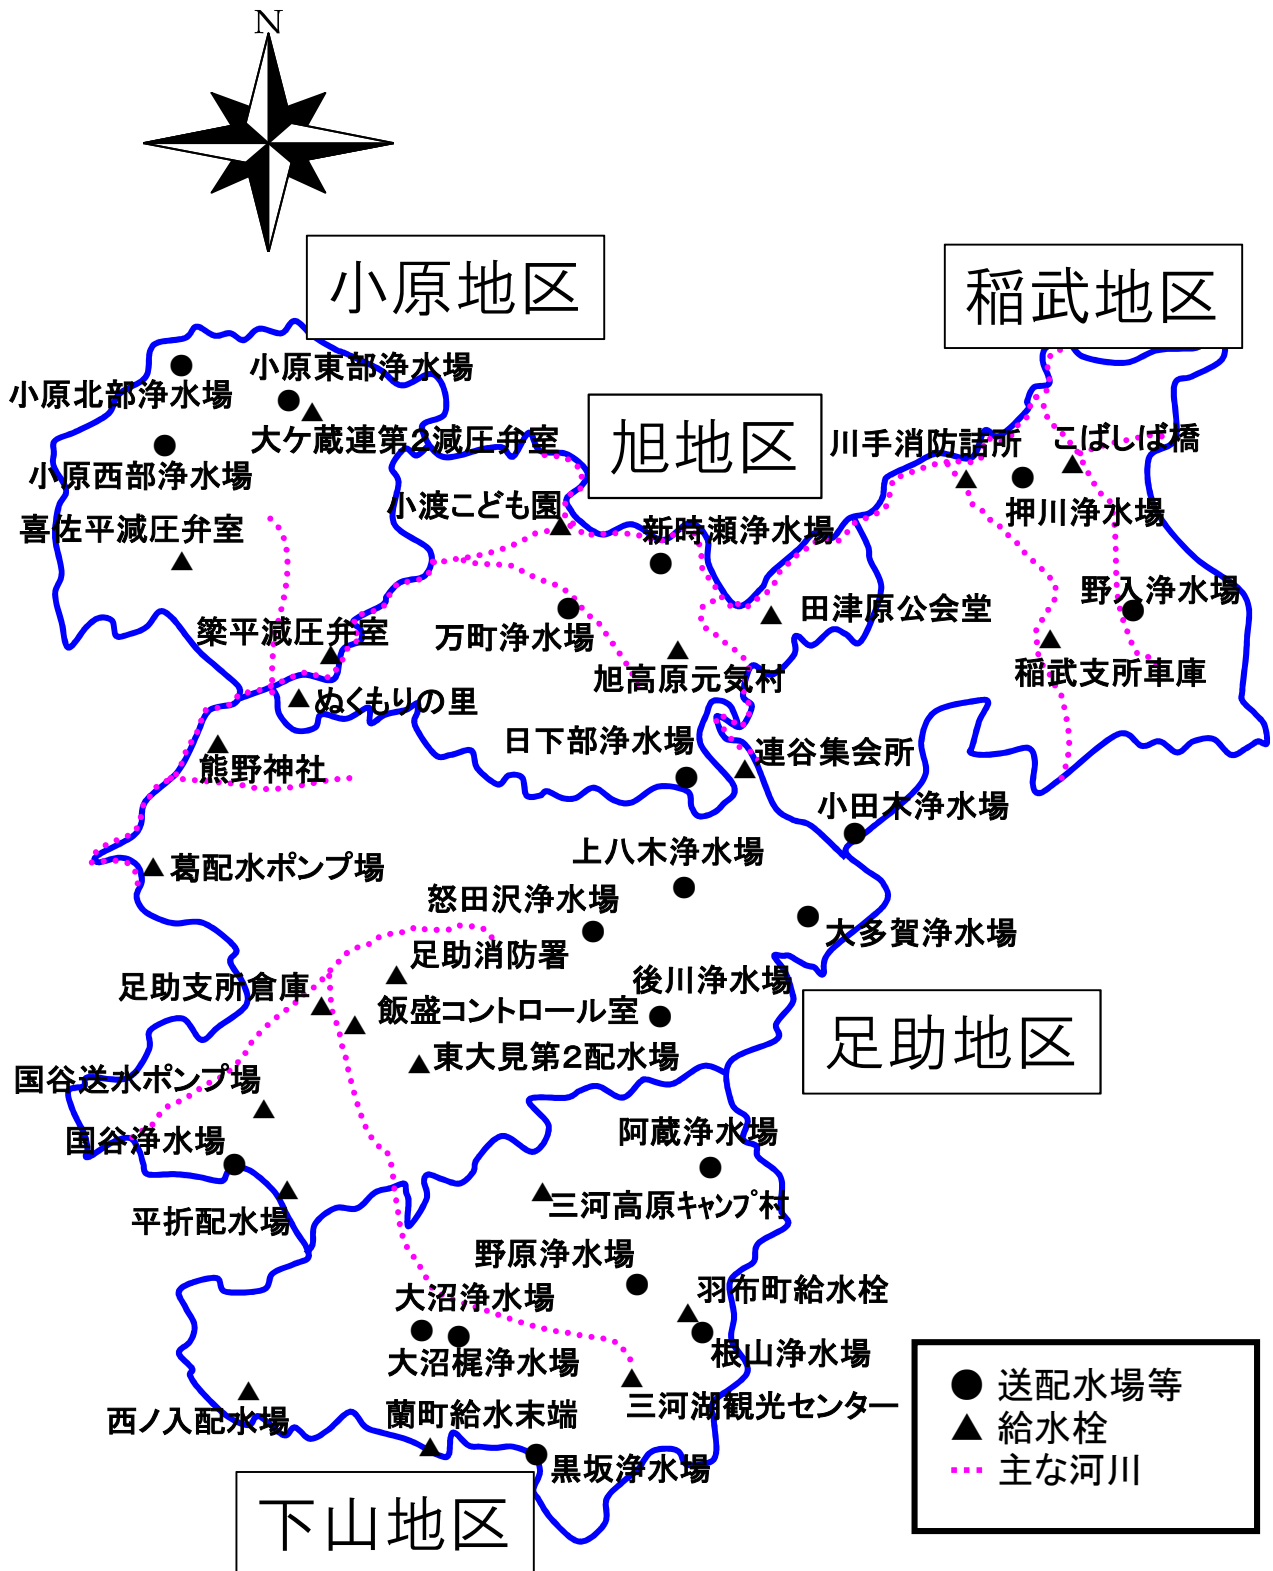 N
小原地区
稲武地区
小原東部浄水場
小原北部浄水場
大ケ蔵連第2減圧弁室
旭地区
川手消防詰所
こばしば橋
小原西部浄水場
小渡こども園
押川浄水場
喜佐平減圧弁室
新時瀬浄水場
野入浄水場
田津原公会堂
簗平減圧弁室
万町浄水場
旭高原元気村
稲武支所車庫
ぬくもりの里
日下部浄水場
連谷集会所
熊野神社
小田木浄水場
上八木浄水場
葛配水ポンプ場
怒田沢浄水場
大多賀浄水場
足助消防署
足助支所倉庫
後川浄水場
飯盛コントロール室
足助地区
東大見第2配水場
国谷送水ポンプ場
国谷浄水場
阿蔵浄水場
三河高原キャンプ村
平折配水場
野原浄水場
羽布町給水栓
大沼浄水場
根山浄水場
大沼梶浄水場
三河湖観光センター
西ノ入配水場
蘭町給水末端
黒坂浄水場
下山地区
送配水場等
給水栓
主な河川